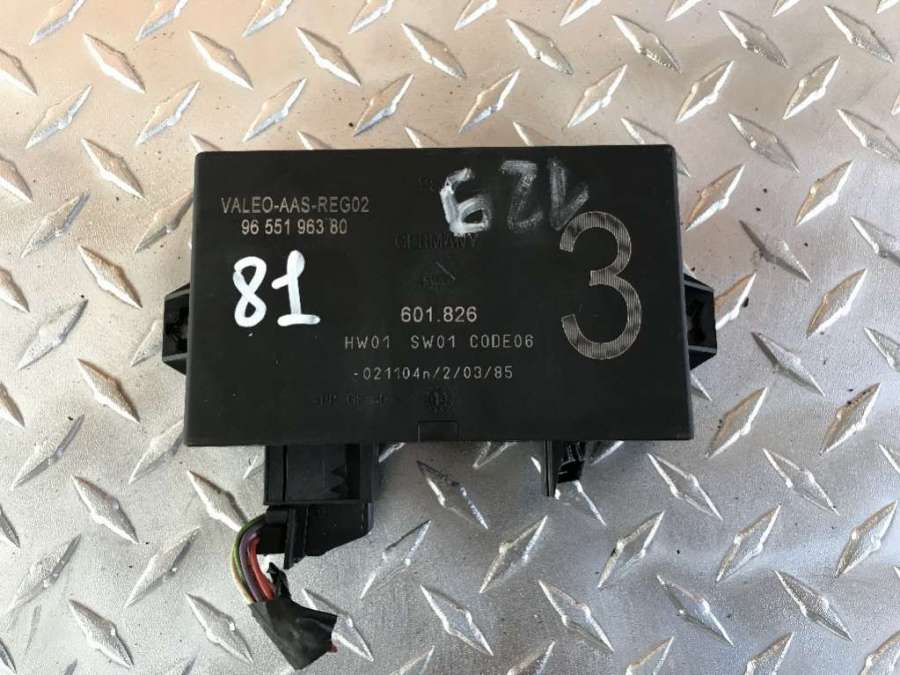 VALEO-AAS-REG02
96 551 963 80
GERMANY
81
3
601.826
HW01 SW01 CODE06
-021104n/2/03/85